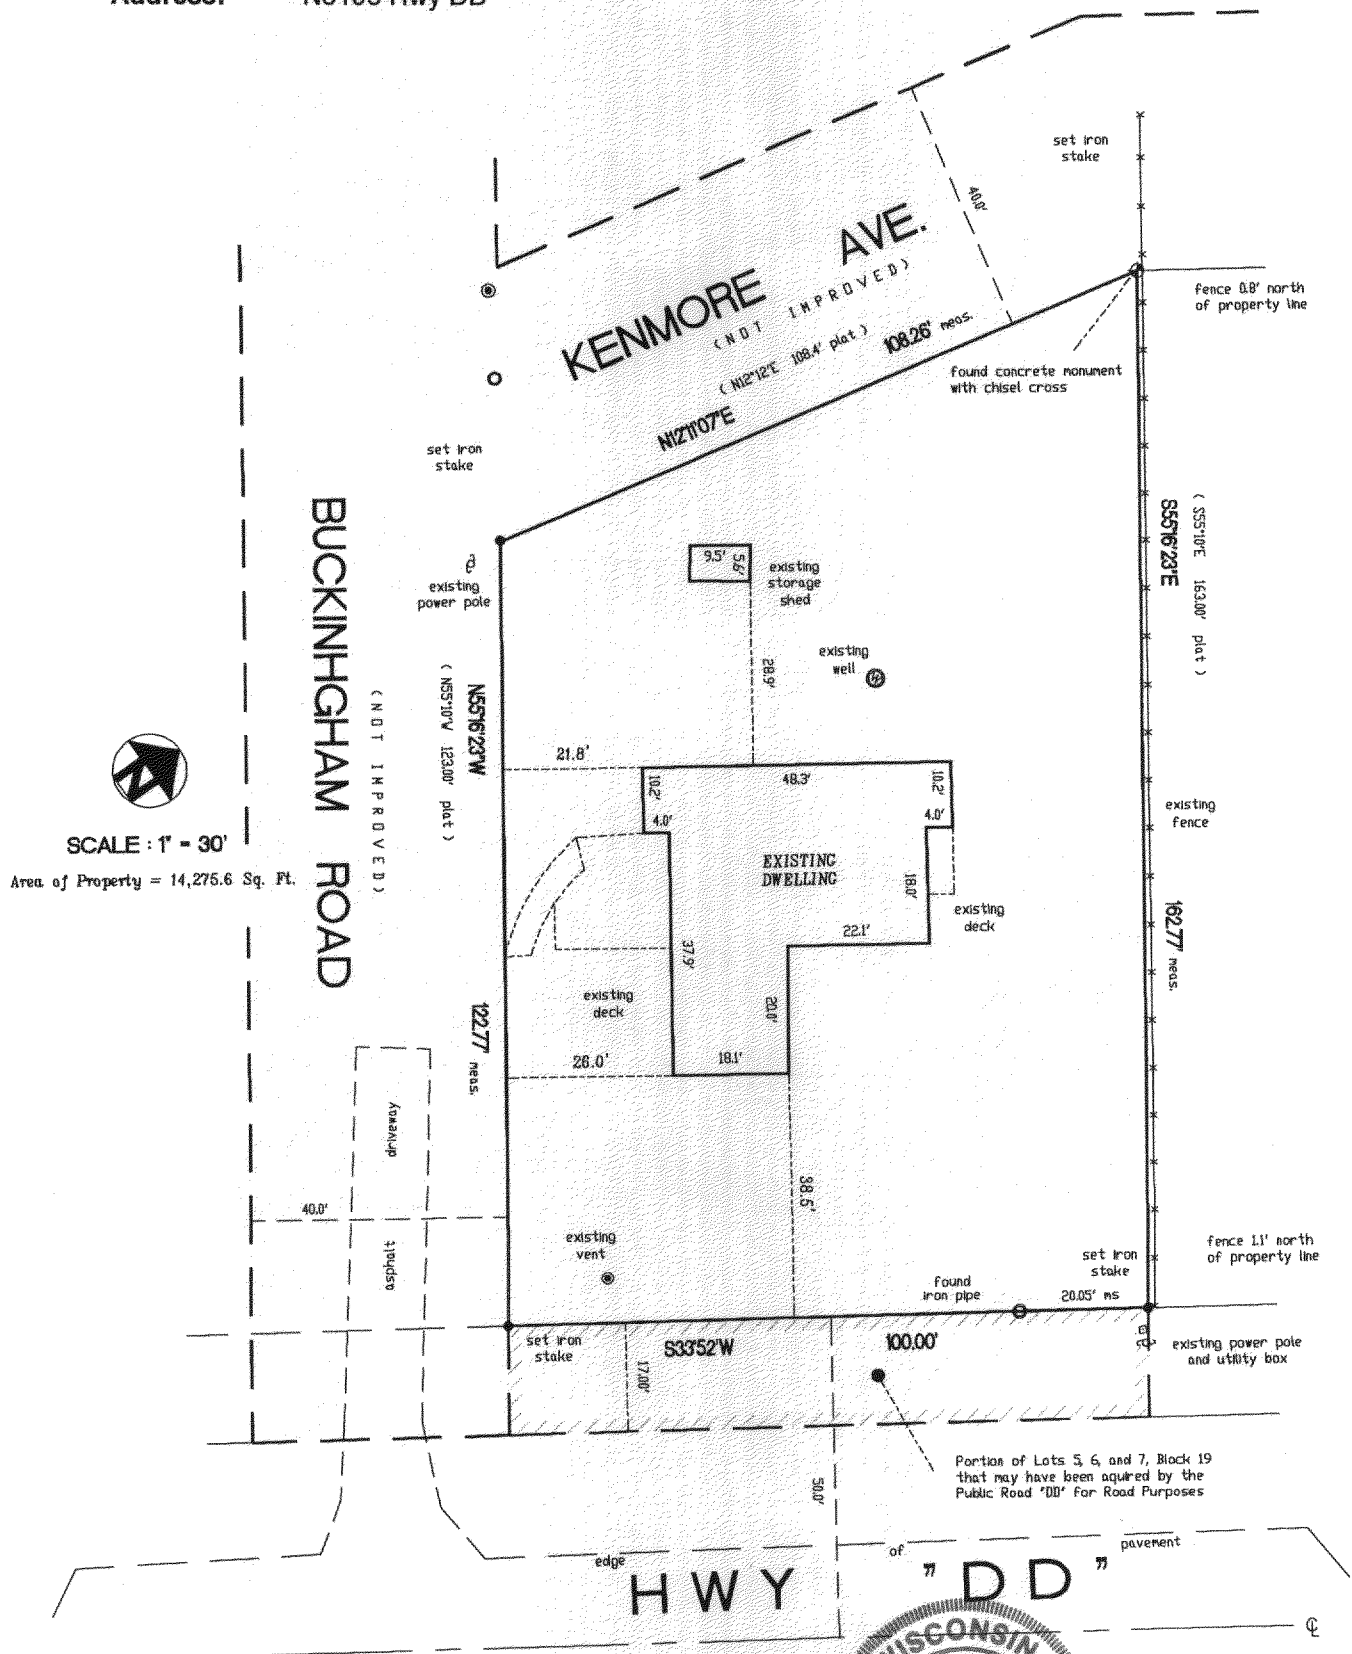 set iron
stake
40.0'
KENMORE AVE.
(NOT IMPROVED)
(N12°12'E 108.4' plat)
108.26' meas.
N12°11'07"E
fence 0.8' north
of property line
found concrete monument
with chisel cross
set iron
stake
existing
power pole
BUCKINHGHAM ROAD
(NOT IMPROVED)
(N55°10'W 123.00' plat)
N55°16'23"W
122.77' meas.
9.5'
5.6'
existing
storage
shed
28.9'
existing
well
S55°16'23"E
(S55°10'E 163.00' plat)
162.77' meas.
21.8'
10.2'
48.3'
10.2'
4.0'
4.0'
existing
fence
SCALE : 1" = 30'
Area of Property = 14,275.6 Sq. Ft.
EXISTING
DWELLING
18.0'
existing
deck
22.1'
37.9'
20.0'
existing
deck
26.0'
18.1'
38.5'
driveway
asphalt
40.0'
existing
vent
found
iron pipe
set iron
stake
20.05' ms
fence 1.1' north
of property line
set iron
stake
S33°52'W
100.00'
17.00'
existing power pole
and utility box
Portion of Lots 5, 6, and 7, Block 19
that may have been aquired by the
Public Road "DD" for Road Purposes
50.0'
edge of pavement
HWY "DD"
WISCONSIN